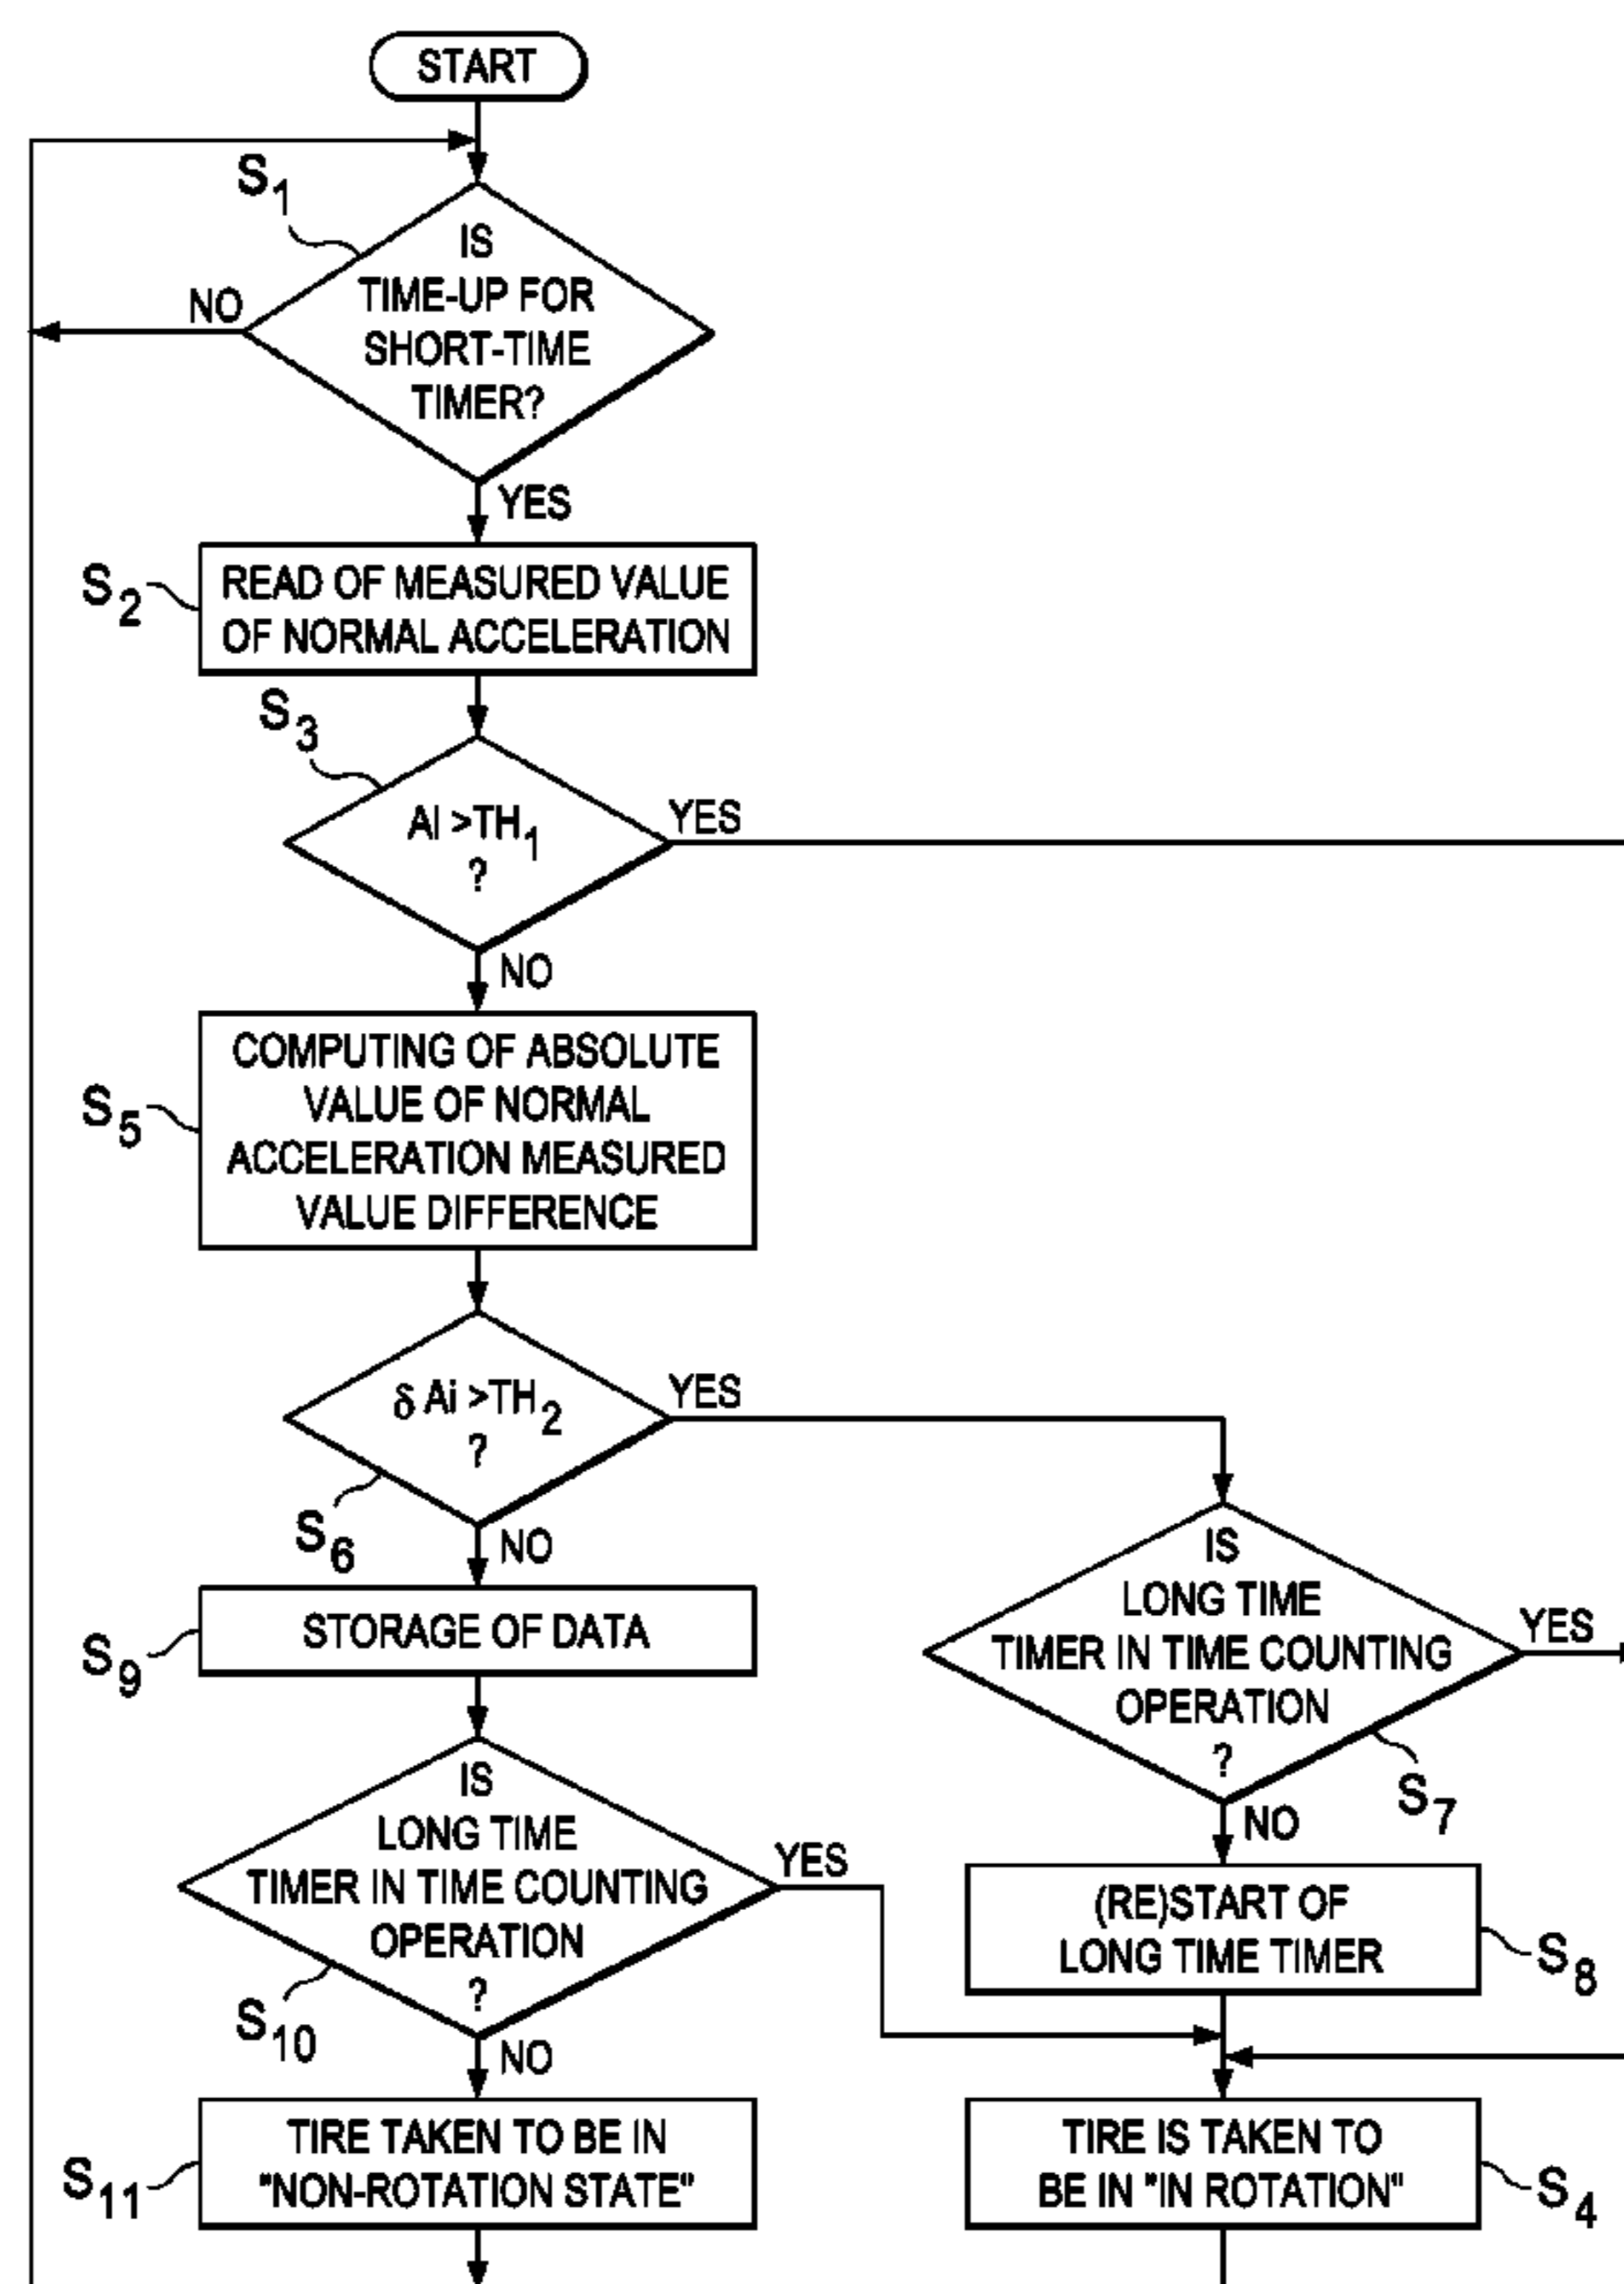 START
S1
IS
TIME-UP FOR
SHORT-TIME
TIMER?
NO
YES
S2
READ OF MEASURED VALUE
OF NORMAL ACCELERATION
S3
AI >TH1
?
YES
NO
S5
COMPUTING OF ABSOLUTE
VALUE OF NORMAL
ACCELERATION MEASURED
VALUE DIFFERENCE
δ Ai >TH2
?
YES
S6
NO
IS
LONG TIME
TIMER IN TIME COUNTING
OPERATION
?
YES
S7
NO
S9
STORAGE OF DATA
IS
LONG TIME
TIMER IN TIME COUNTING
OPERATION
?
YES
S10
NO
(RE)START OF
LONG TIME TIMER
S8
S11
TIRE TAKEN TO BE IN
"NON-ROTATION STATE"
TIRE IS TAKEN TO
BE IN "IN ROTATION"
S4